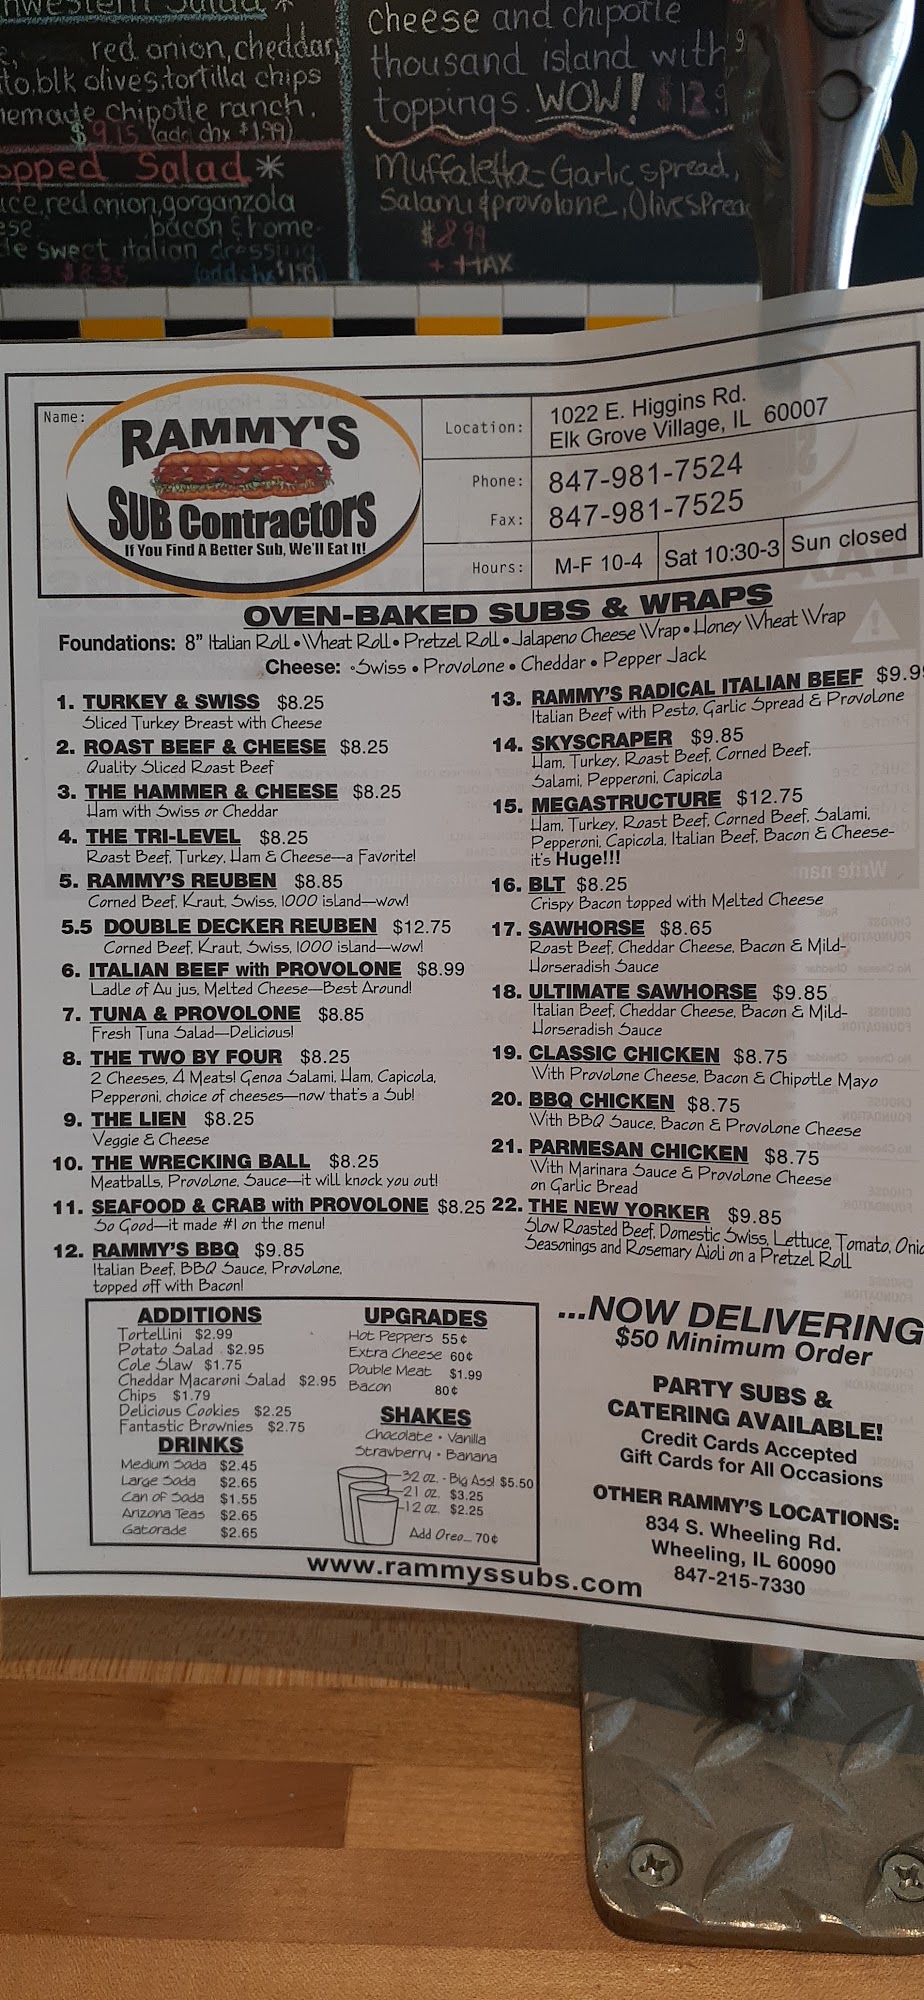 nwestern Salad *
red onion, cheddar,
to, blk olives, tortilla chips
emade chipotle ranch.
$9.15 (add chx $1.99)
opped Salad *
uce, red onion, gorganzola
ese bacon & home-
de sweet italian dressing
$8.35 (add chx $1.99)
cheese and chipotle
thousand island with
toppings. WOW! $12.9
Muffaletta- Garlic spread,
Salami & provolone, Olive Spread
$8.99
+ TAX
Name:
RAMMY'S
SUB Contractors
If You Find A Better Sub, We'll Eat It!
Location: 1022 E. Higgins Rd.
Elk Grove Village, IL 60007
Phone: 847-981-7524
Fax: 847-981-7525
Hours: M-F 10-4 Sat 10:30-3 Sun closed
OVEN-BAKED SUBS & WRAPS
Foundations: 8" Italian Roll • Wheat Roll • Pretzel Roll • Jalapeno Cheese Wrap • Honey Wheat Wrap
Cheese: •Swiss • Provolone • Cheddar • Pepper Jack
1. TURKEY & SWISS $8.25
Sliced Turkey Breast with Cheese
2. ROAST BEEF & CHEESE $8.25
Quality Sliced Roast Beef
3. THE HAMMER & CHEESE $8.25
Ham with Swiss or Cheddar
4. THE TRI-LEVEL $8.25
Roast Beef, Turkey, Ham & Cheese—a Favorite!
5. RAMMY'S REUBEN $8.85
Corned Beef, Kraut, Swiss, 1000 island—wow!
5.5 DOUBLE DECKER REUBEN $12.75
Corned Beef, Kraut, Swiss, 1000 island—wow!
6. ITALIAN BEEF with PROVOLONE $8.99
Ladle of Au jus, Melted Cheese—Best Around!
7. TUNA & PROVOLONE $8.85
Fresh Tuna Salad—Delicious!
8. THE TWO BY FOUR $8.25
2 Cheeses, 4 Meats! Genoa Salami, Ham, Capicola,
Pepperoni, choice of cheeses—now that's a Sub!
9. THE LIEN $8.25
Veggie & Cheese
10. THE WRECKING BALL $8.25
Meatballs, Provolone, Sauce—it will knock you out!
11. SEAFOOD & CRAB with PROVOLONE $8.25
So Good—it made #1 on the menu!
12. RAMMY'S BBQ $9.85
Italian Beef, BBQ Sauce, Provolone,
topped off with Bacon!
13. RAMMY'S RADICAL ITALIAN BEEF $9.9
Italian Beef with Pesto, Garlic Spread & Provolone
14. SKYSCRAPER $9.85
Ham, Turkey, Roast Beef, Corned Beef,
Salami, Pepperoni, Capicola
15. MEGASTRUCTURE $12.75
Ham, Turkey, Roast Beef, Corned Beef, Salami,
Pepperoni, Capicola, Italian Beef, Bacon & Cheese-
it's Huge!!!
16. BLT $8.25
Crispy Bacon topped with Melted Cheese
17. SAWHORSE $8.65
Roast Beef, Cheddar Cheese, Bacon & Mild-
Horseradish Sauce
18. ULTIMATE SAWHORSE $9.85
Italian Beef, Cheddar Cheese, Bacon & Mild-
Horseradish Sauce
19. CLASSIC CHICKEN $8.75
With Provolone Cheese, Bacon & Chipotle Mayo
20. BBQ CHICKEN $8.75
With BBQ Sauce, Bacon & Provolone Cheese
21. PARMESAN CHICKEN $8.75
With Marinara Sauce & Provolone Cheese
on Garlic Bread
22. THE NEW YORKER $9.85
Slow Roasted Beef, Domestic Swiss, Lettuce, Tomato, Onio
Seasonings and Rosemary Aioli on a Pretzel Roll
ADDITIONS
Tortellini $2.99
Potato Salad $2.95
Cole Slaw $1.75
Cheddar Macaroni Salad $2.95
Chips $1.79
Delicious Cookies $2.25
Fantastic Brownies $2.75
DRINKS
Medium Soda $2.45
Large Soda $2.65
Can of Soda $1.55
Arizona Teas $2.65
Gatorade $2.65
UPGRADES
Hot Peppers 55¢
Extra Cheese 60¢
Double Meat $1.99
Bacon 80¢
SHAKES
Chocolate • Vanilla
Strawberry • Banana
32 oz. - Big Ass! $5.50
21 oz. $3.25
12 oz. $2.25
Add Oreo... 70¢
...NOW DELIVERING
$50 Minimum Order
PARTY SUBS &
CATERING AVAILABLE!
Credit Cards Accepted
Gift Cards for All Occasions
OTHER RAMMY'S LOCATIONS:
834 S. Wheeling Rd.
Wheeling, IL 60090
847-215-7330
www.rammyssubs.com